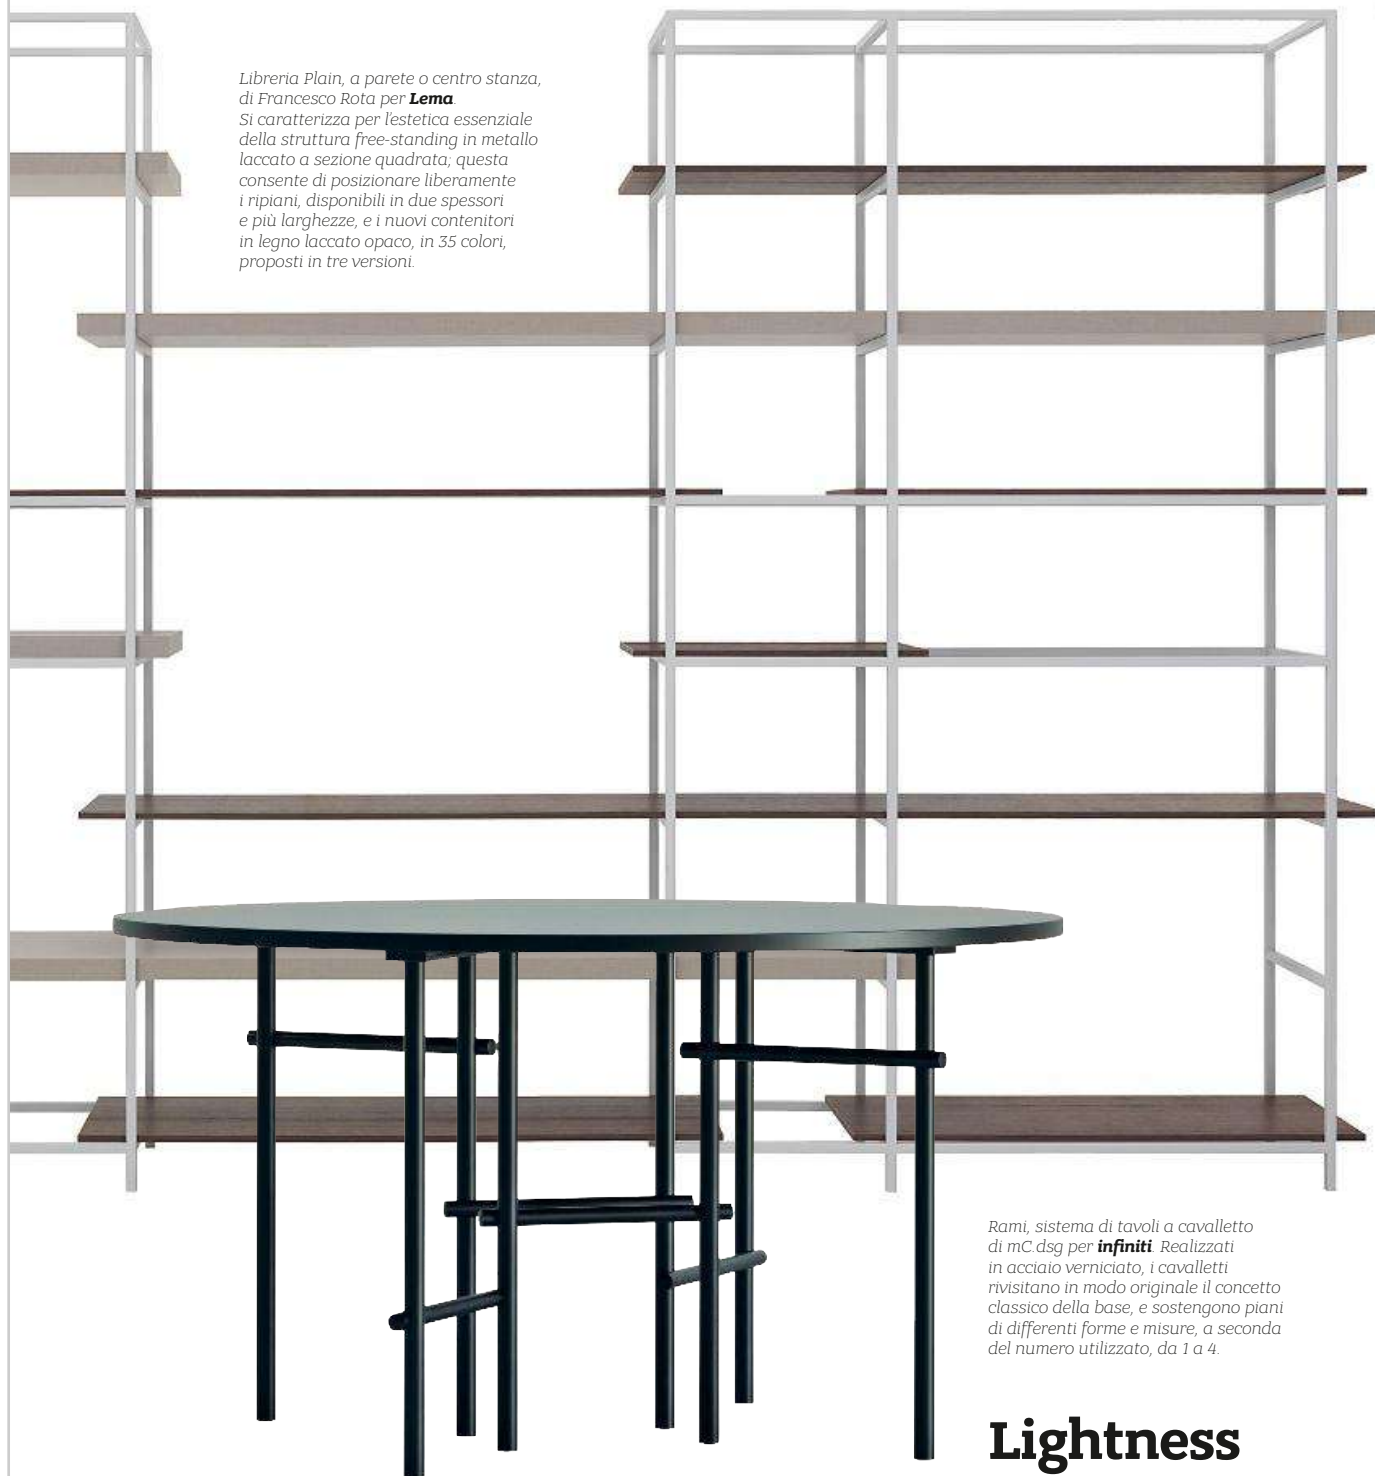 Libreria Plain, a parete o centro stanza,
di Francesco Rota per Lema.
Si caratterizza per l'estetica essenziale
della struttura free-standing in metallo
laccato a sezione quadrata; questa
consente di posizionare liberamente
i ripiani, disponibili in due spessori
e più larghezze, e i nuovi contenitori
in legno laccato opaco, in 35 colori,
proposti in tre versioni.
Rami, sistema di tavoli a cavalletto
di mC.dsg per infiniti. Realizzati
in acciaio verniciato, i cavalletti
rivisitano in modo originale il concetto
classico della base, e sostengono piani
di differenti forme e misure, a seconda
del numero utilizzato, da 1 a 4.
Lightness